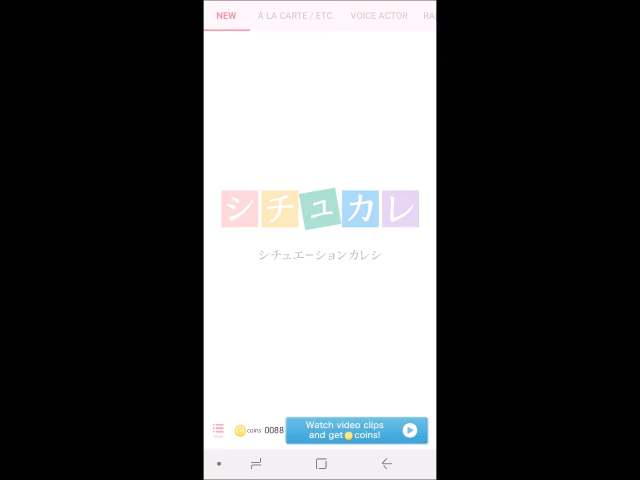 NEW À LA CARTE / ETC. VOICE ACTOR
シチュカレ
シチュエーションカレシ
coins 0088
Watch video clips
and get coins!